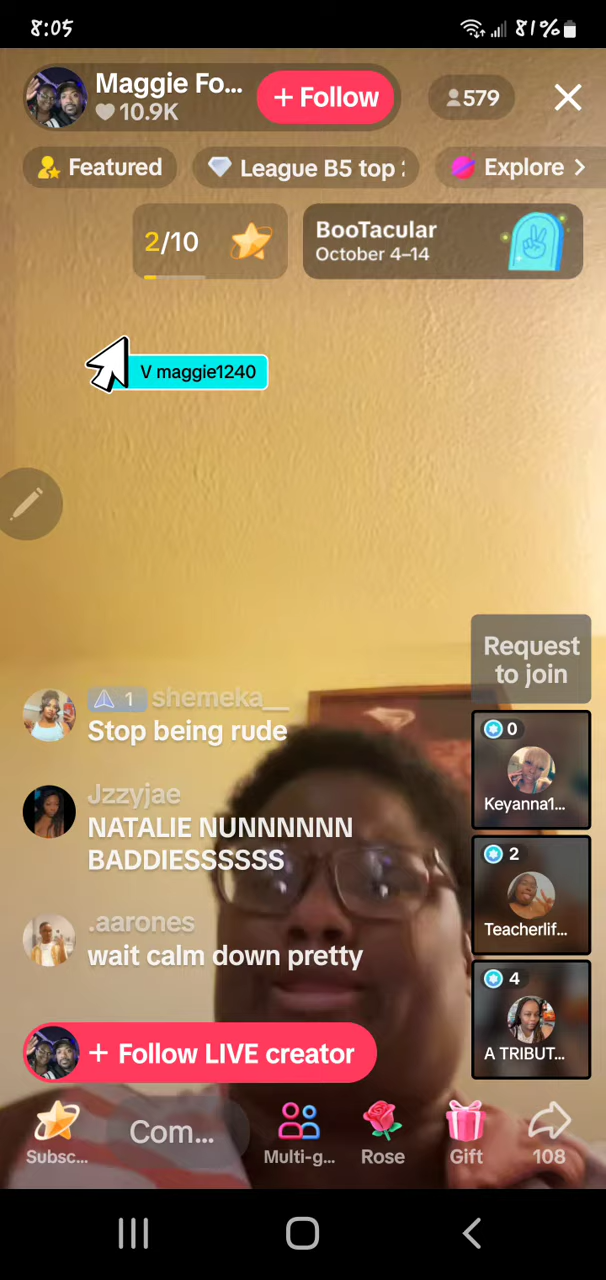 8:05
81%
Maggie Fo...
10.9K
+ Follow
579
Featured
League B5 top
Explore
2/10
BooTacular
October 4–14
V maggie1240
Request
to join
1 shemeka__
Stop being rude
0
Keyanna1...
Jzzyjae
NATALIE NUNNNNNN
BADDIESSSSSS
2
Teacherlif...
.aarones
wait calm down pretty
4
A TRIBUT...
+ Follow LIVE creator
Subsc...
Com...
Multi-g...
Rose
Gift
108